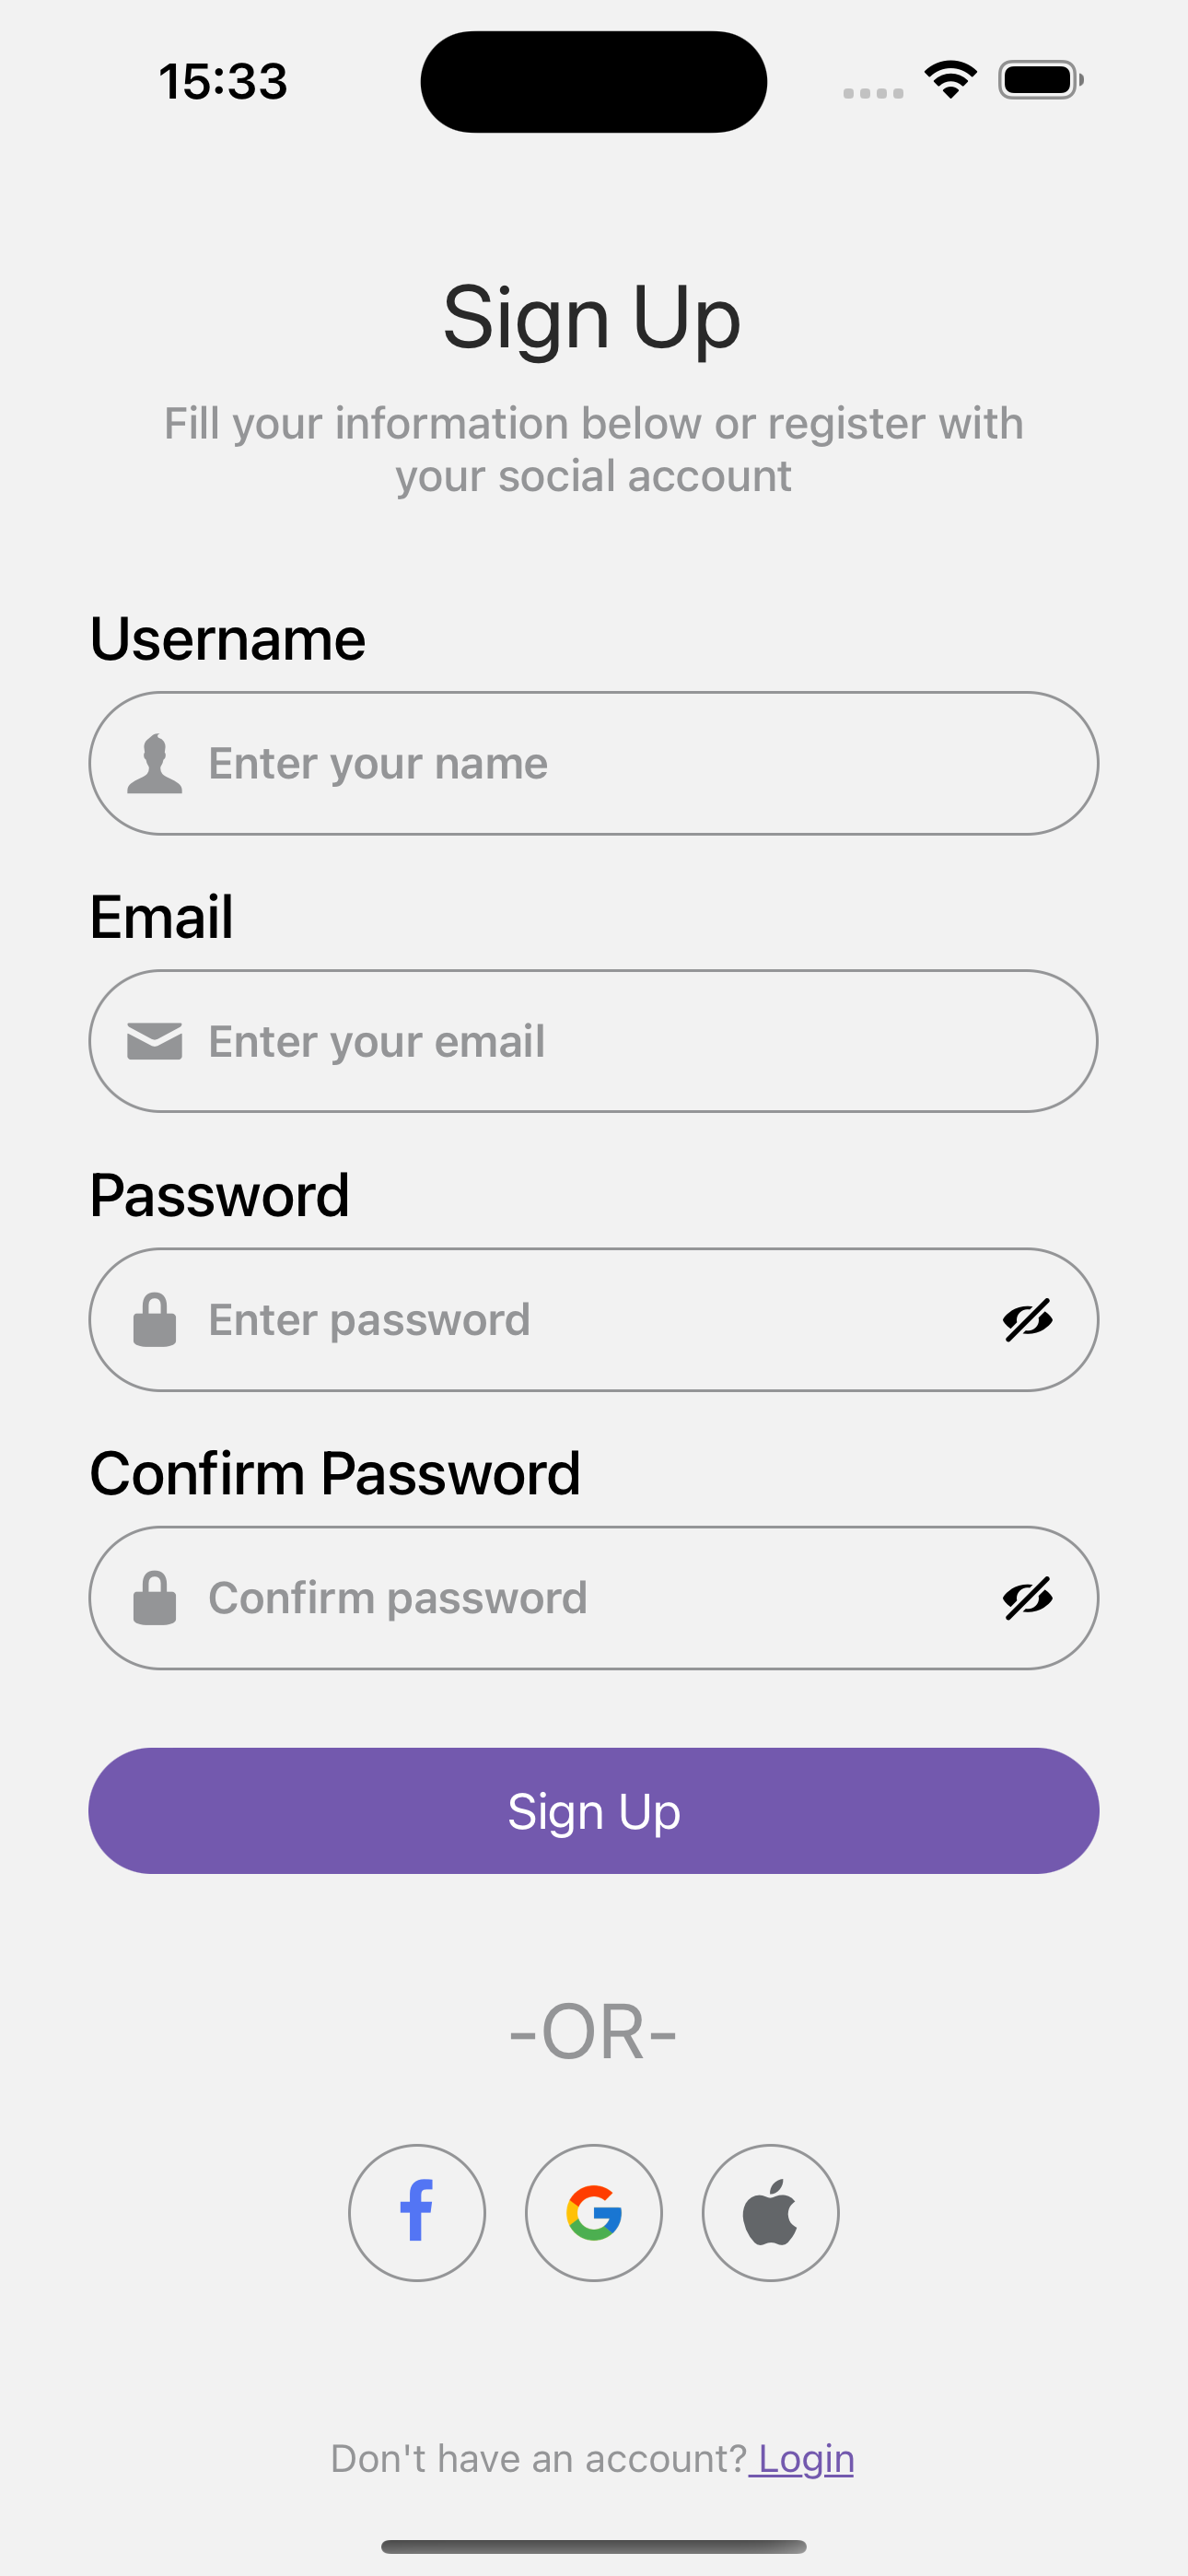 15:33
Sign Up
Fill your information below or register with
your social account
Username
Enter your name
Email
Enter your email
Password
Enter password
Confirm Password
Confirm password
Sign Up
-OR-
Don't have an account? Login